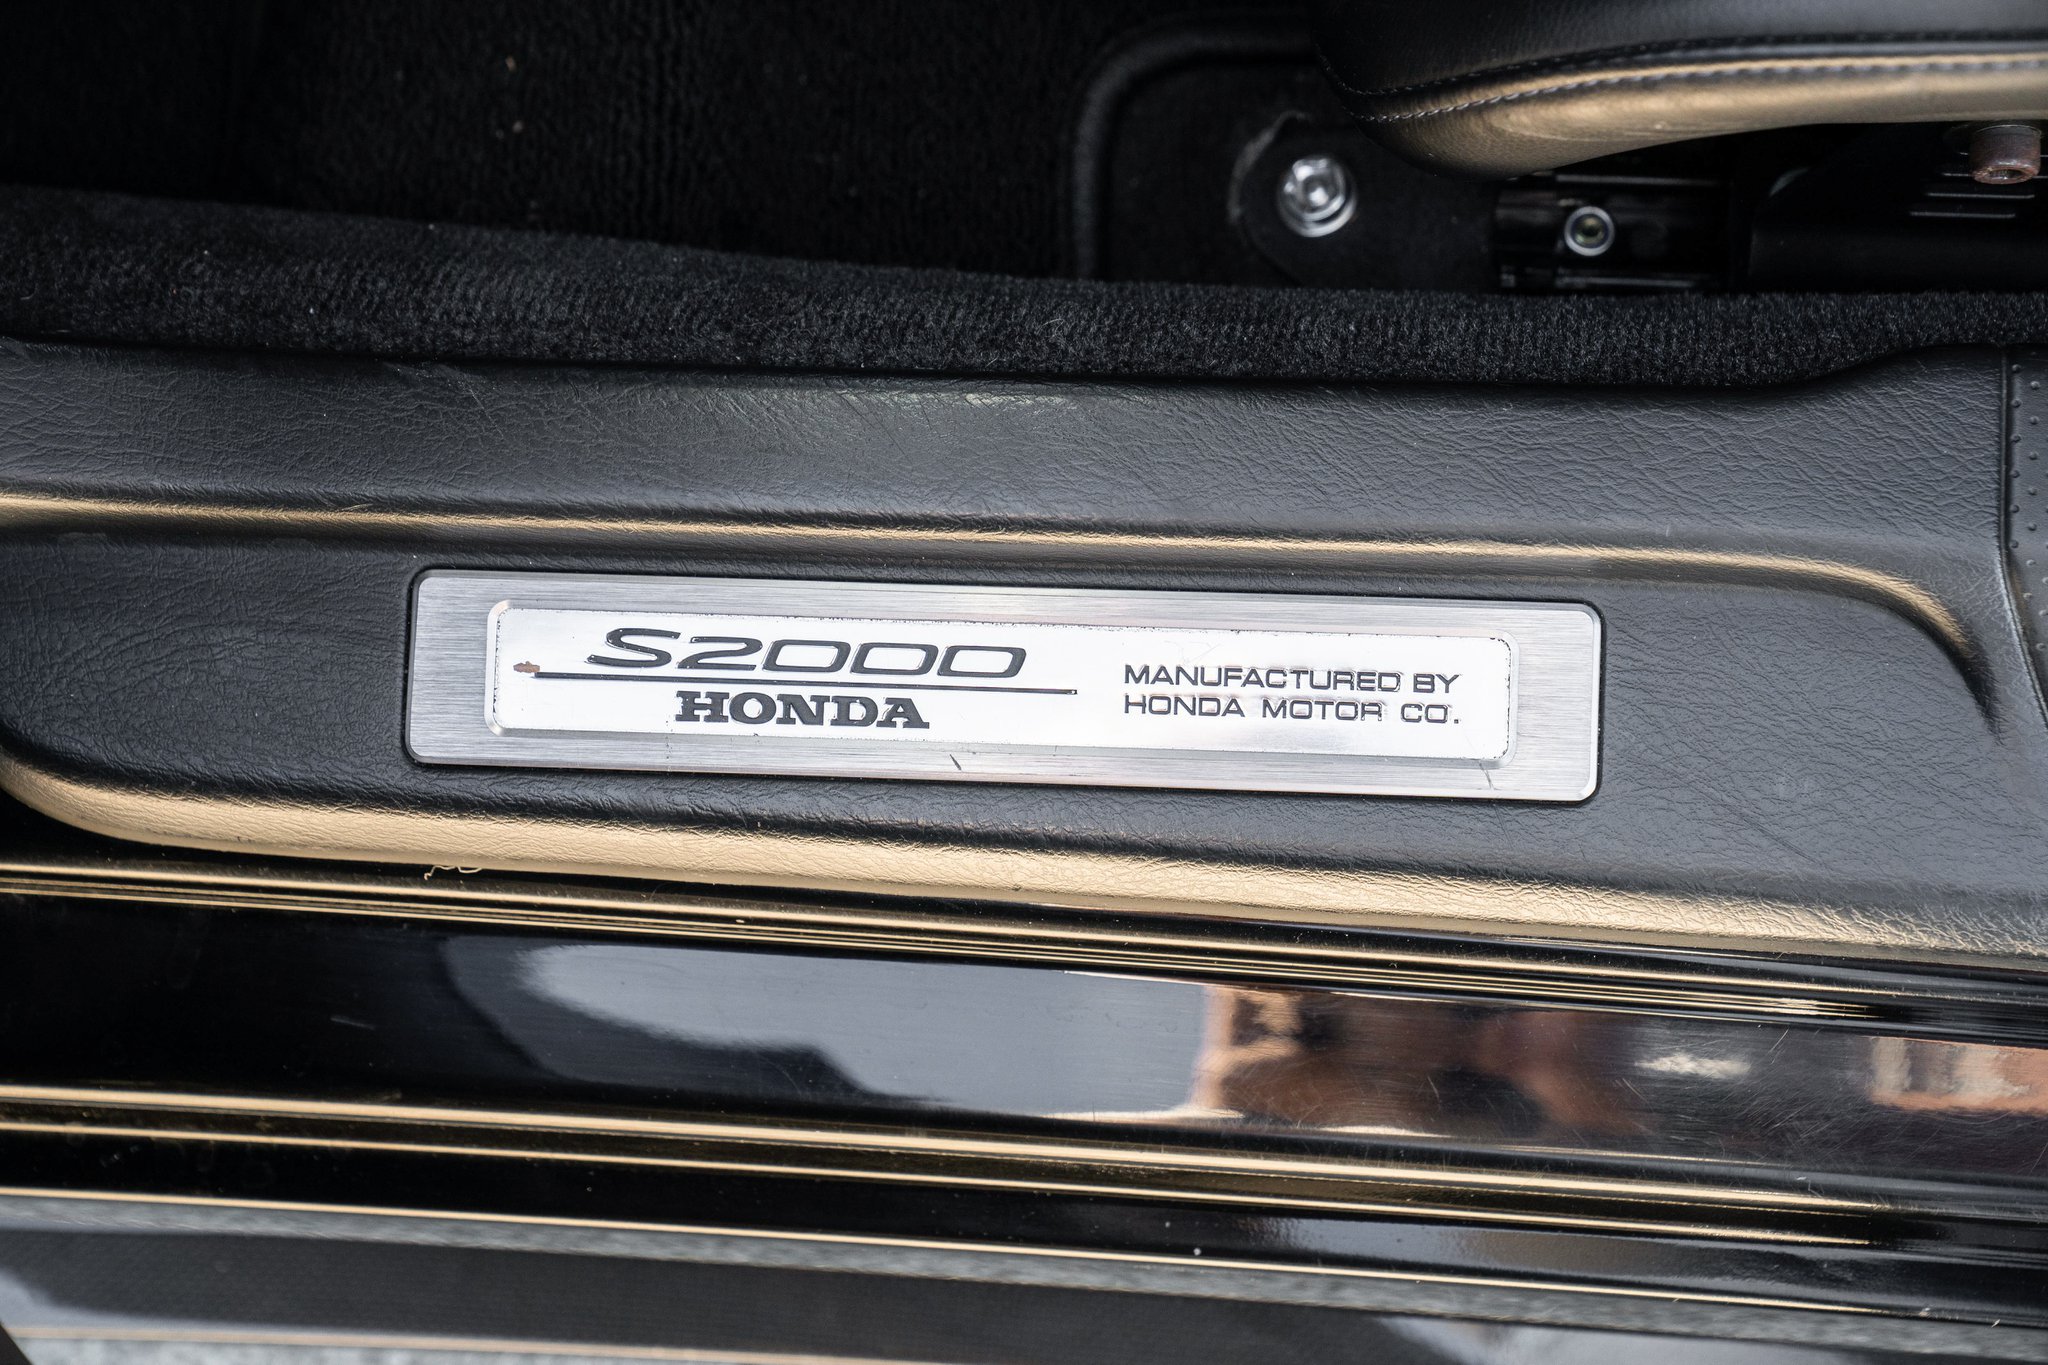 S2000
HONDA
MANUFACTURED BY
HONDA MOTOR CO.